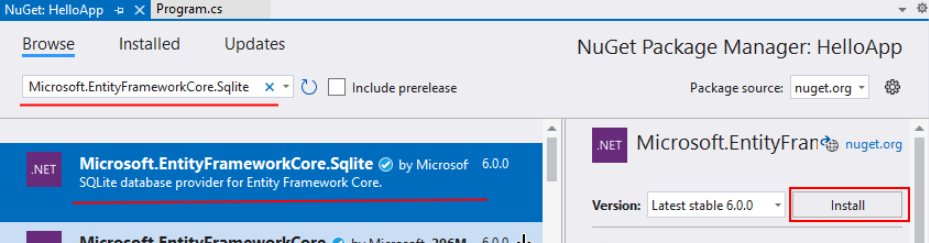 NuGet: HelloApp Program.cs
Browse Installed Updates
NuGet Package Manager: HelloApp
Microsoft.EntityFrameworkCore.Sqlite
Include prerelease
Package source: nuget.org
.NET
Microsoft.EntityFrameworkCore.Sqlite by Microsof 6.0.0
SQLite database provider for Entity Framework Core.
.NET
Microsoft.EntityFram
nuget.org
Version: Latest stable 6.0.0 Install
Microsoft.EntityFrameworkCore by Microsoft 296M 6.0.0